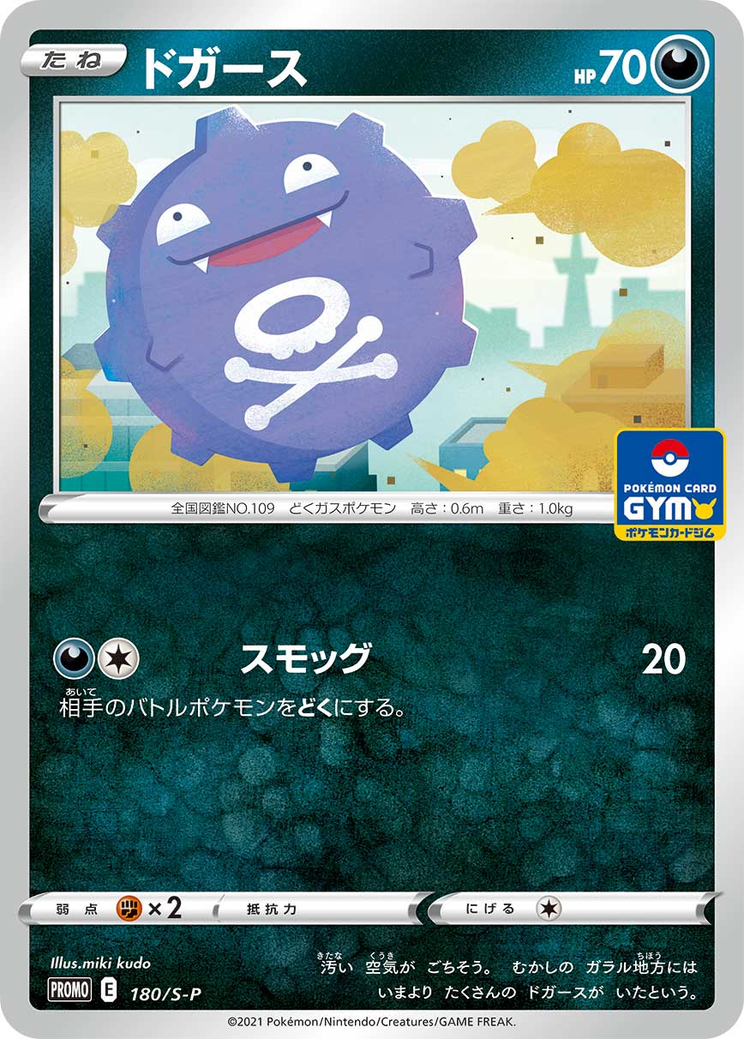 たね
ドガース
HP70
全国図鑑NO.109 どくガスポケモン 高さ:0.6m 重さ:1.0kg
POKÉMON CARD
GYM
ポケモンカードジム
スモッグ 20
あいて
相手のバトルポケモンをどくにする。
弱点 ×2 抵抗力 にげる
Illus.miki kudo
きたな くうき ちほう
汚い 空気が ごちそう。 むかしの ガラル地方には
いまより たくさんの ドガースが いたという。
PROMO E 180/S-P
©2021 Pokémon/Nintendo/Creatures/GAME FREAK.